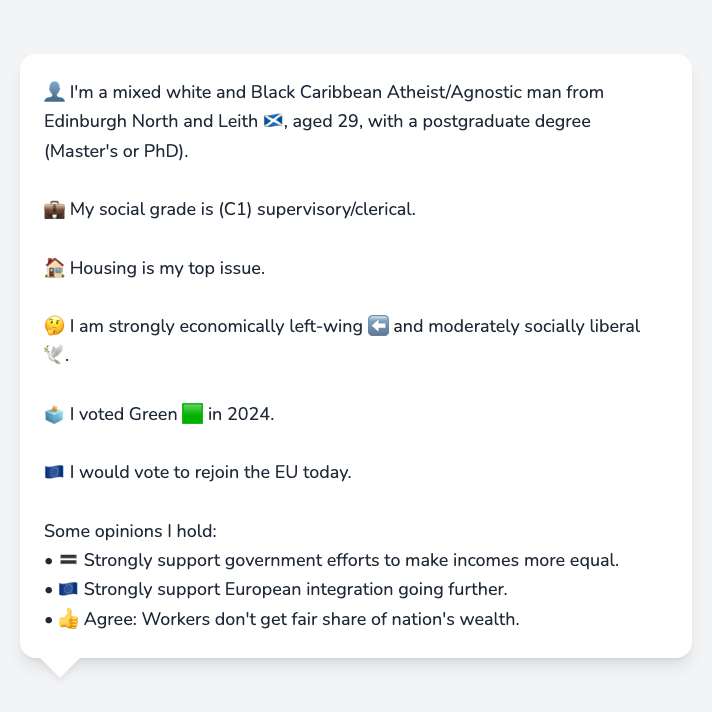 👤 I'm a mixed white and Black Caribbean Atheist/Agnostic man from
Edinburgh North and Leith 🏴󠁧󠁢󠁳󠁣󠁴󠁿, aged 29, with a postgraduate degree
(Master's or PhD).
💼 My social grade is (C1) supervisory/clerical.
🏠 Housing is my top issue.
🤔 I am strongly economically left-wing ⬅️ and moderately socially liberal
🕊️.
🗳️ I voted Green 🟩 in 2024.
🇪🇺 I would vote to rejoin the EU today.
Some opinions I hold:
• 🟰 Strongly support government efforts to make incomes more equal.
• 🇪🇺 Strongly support European integration going further.
• 👍 Agree: Workers don't get fair share of nation's wealth.